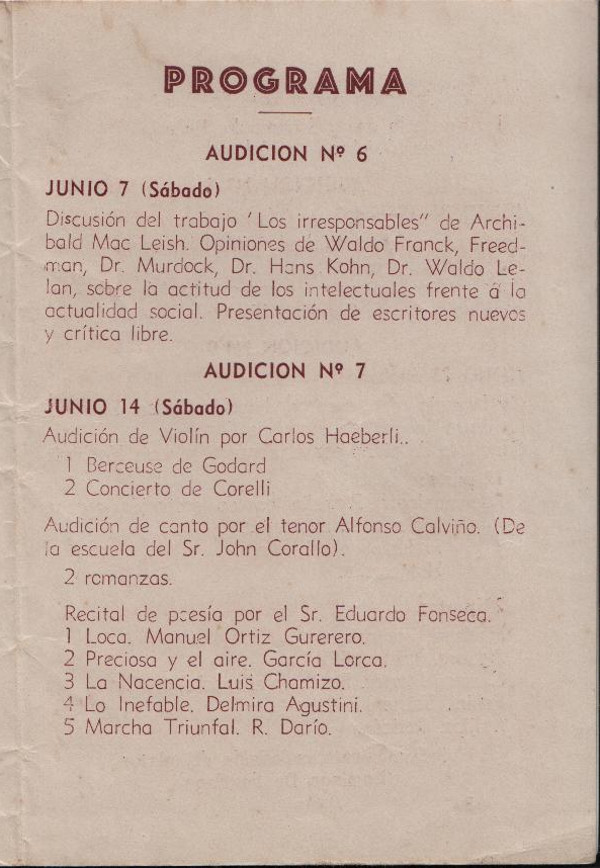 PROGRAMA
AUDICION Nº 6
JUNIO 7 (Sábado)
Discusión del trabajo 'Los irresponsables" de Archi-
bald Mac Leish. Opiniones de Waldo Franck, Freed-
man, Dr. Murdock, Dr. Hans Kohn, Dr. Waldo Le-
lan, sobre la actitud de los intelectuales frente á la
actualidad social. Presentación de escritores nuevos
y crítica libre.
AUDICION Nº 7
JUNIO 14 (Sábado)
Audición de Violín por Carlos Haeberli..
1 Berceuse de Godard
2 Concierto de Corelli
Audición de canto por el tenor Alfonso Calviño. (De
la escuela del Sr. John Corallo).
2 romanzas.
Recital de poesía por el Sr. Eduardo Fonseca.
1 Loca. Manuel Ortiz Gurerero.
2 Preciosa y el aire. García Lorca.
3 La Nacencia. Luis Chamizo.
4 Lo Inefable. Delmira Agustini.
5 Marcha Triunfal. R. Darío.